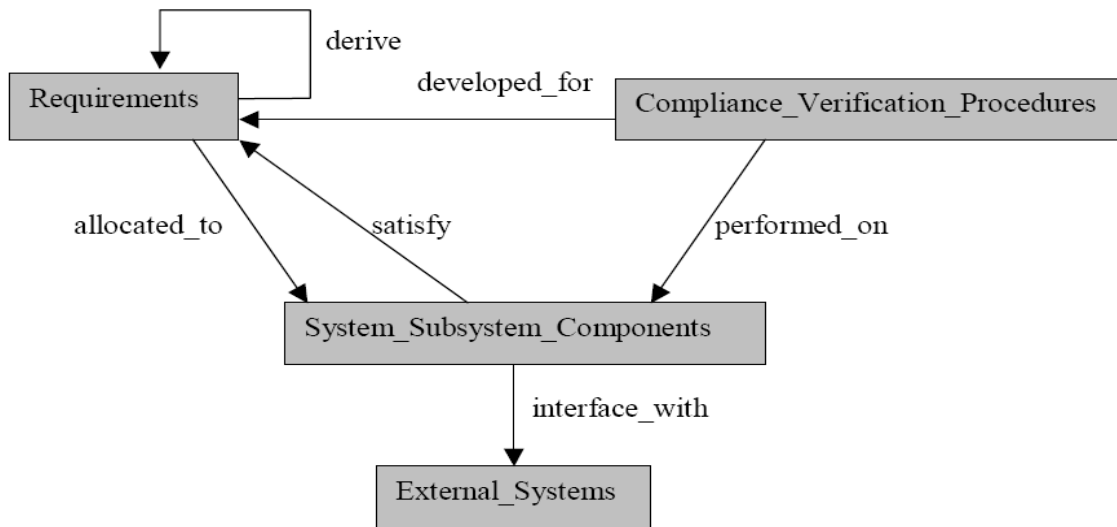 derive
developed_for
Requirements
Compliance_Verification_Procedures
allocated_to
satisfy
performed_on
System_Subsystem_Components
interface_with
External_Systems